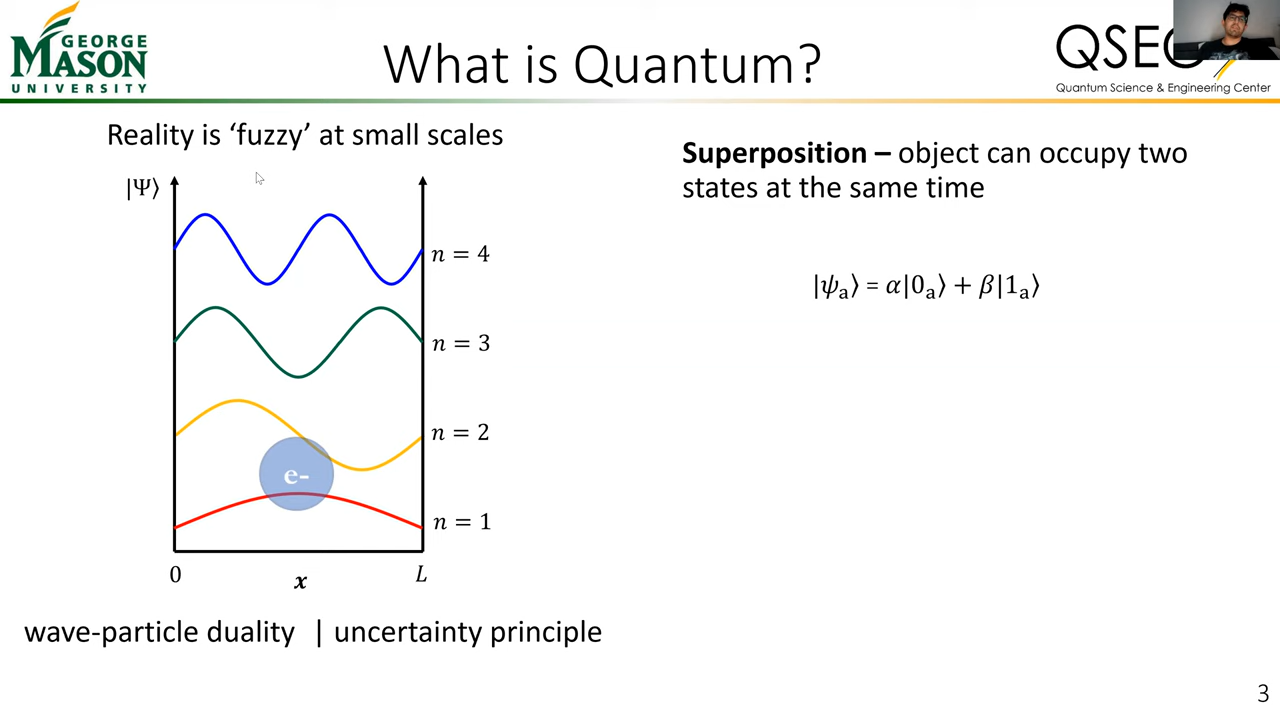 GEORGE
MASON
UNIVERSITY
What is Quantum?
QSEC
Quantum Science & Engineering Center
Reality is ‘fuzzy’ at small scales
|Ψ⟩
n = 4
n = 3
n = 2
e-
n = 1
0
x
L
wave-particle duality | uncertainty principle
Superposition – object can occupy two
states at the same time
|ψa⟩ = α|0a⟩ + β|1a⟩
3